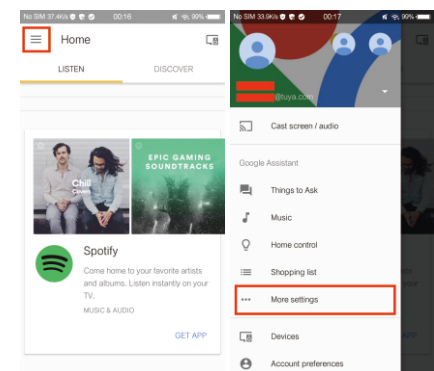 No SIM 37.4K/s 00:16 99%
Home
LISTEN DISCOVER
Chill
Covers
EPIC GAMING
SOUNDTRACKS
Spotify
Come home to your favorite artists
and albums. Listen instantly on your
TV.
MUSIC & AUDIO
GET APP
No SIM 33.9K/s 00:17 99%
@tuya.com
Cast screen / audio
Google Assistant
Things to Ask
Music
Home control
Shopping list
More settings
Devices
Account preferences